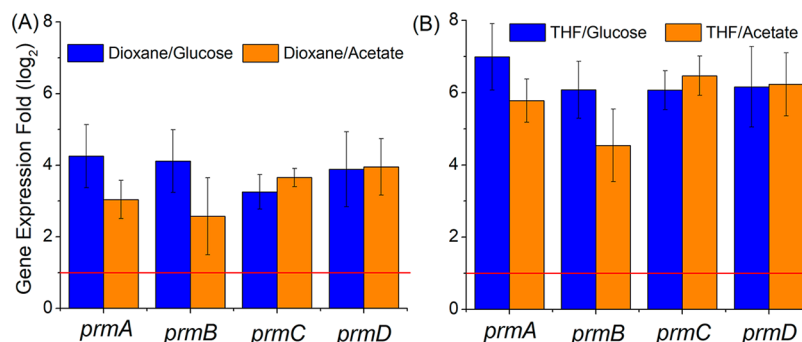 (A)
Dioxane/Glucose Dioxane/Acetate
Gene Expression Fold (log₂)
8
6
4
2
0
prmA prmB prmC prmD
(B)
THF/Glucose THF/Acetate
8
6
4
2
0
prmA prmB prmC prmD